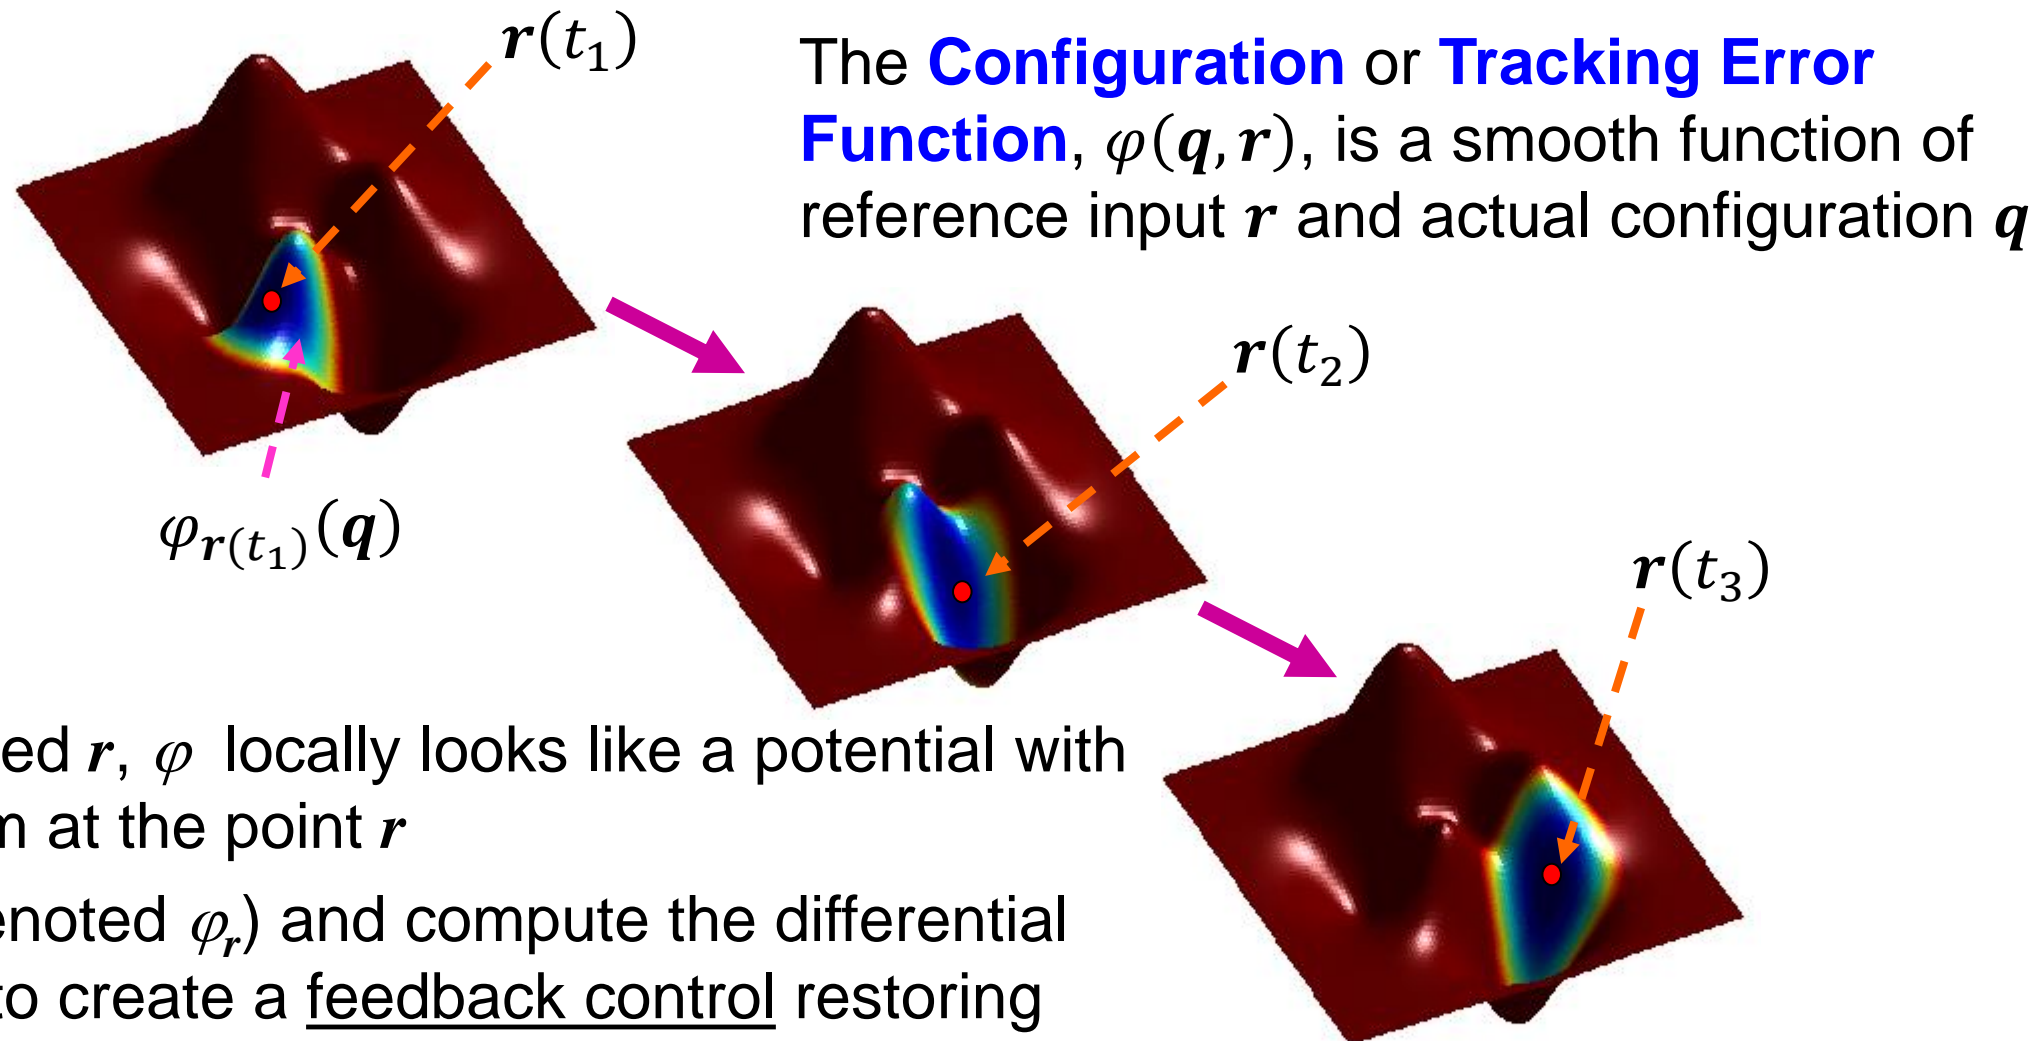 𝒓(𝑡₁)
The Configuration or Tracking Error
Function, 𝜑(𝒒, 𝒓), is a smooth function of
reference input 𝒓 and actual configuration 𝒒
𝒓(𝑡₂)
𝜑_{𝒓(𝑡₁)}(𝒒)
𝒓(𝑡₃)
ed 𝒓, 𝜑 locally looks like a potential with
m at the point 𝒓
enoted 𝜑_𝒓) and compute the differential
to create a feedback control restoring